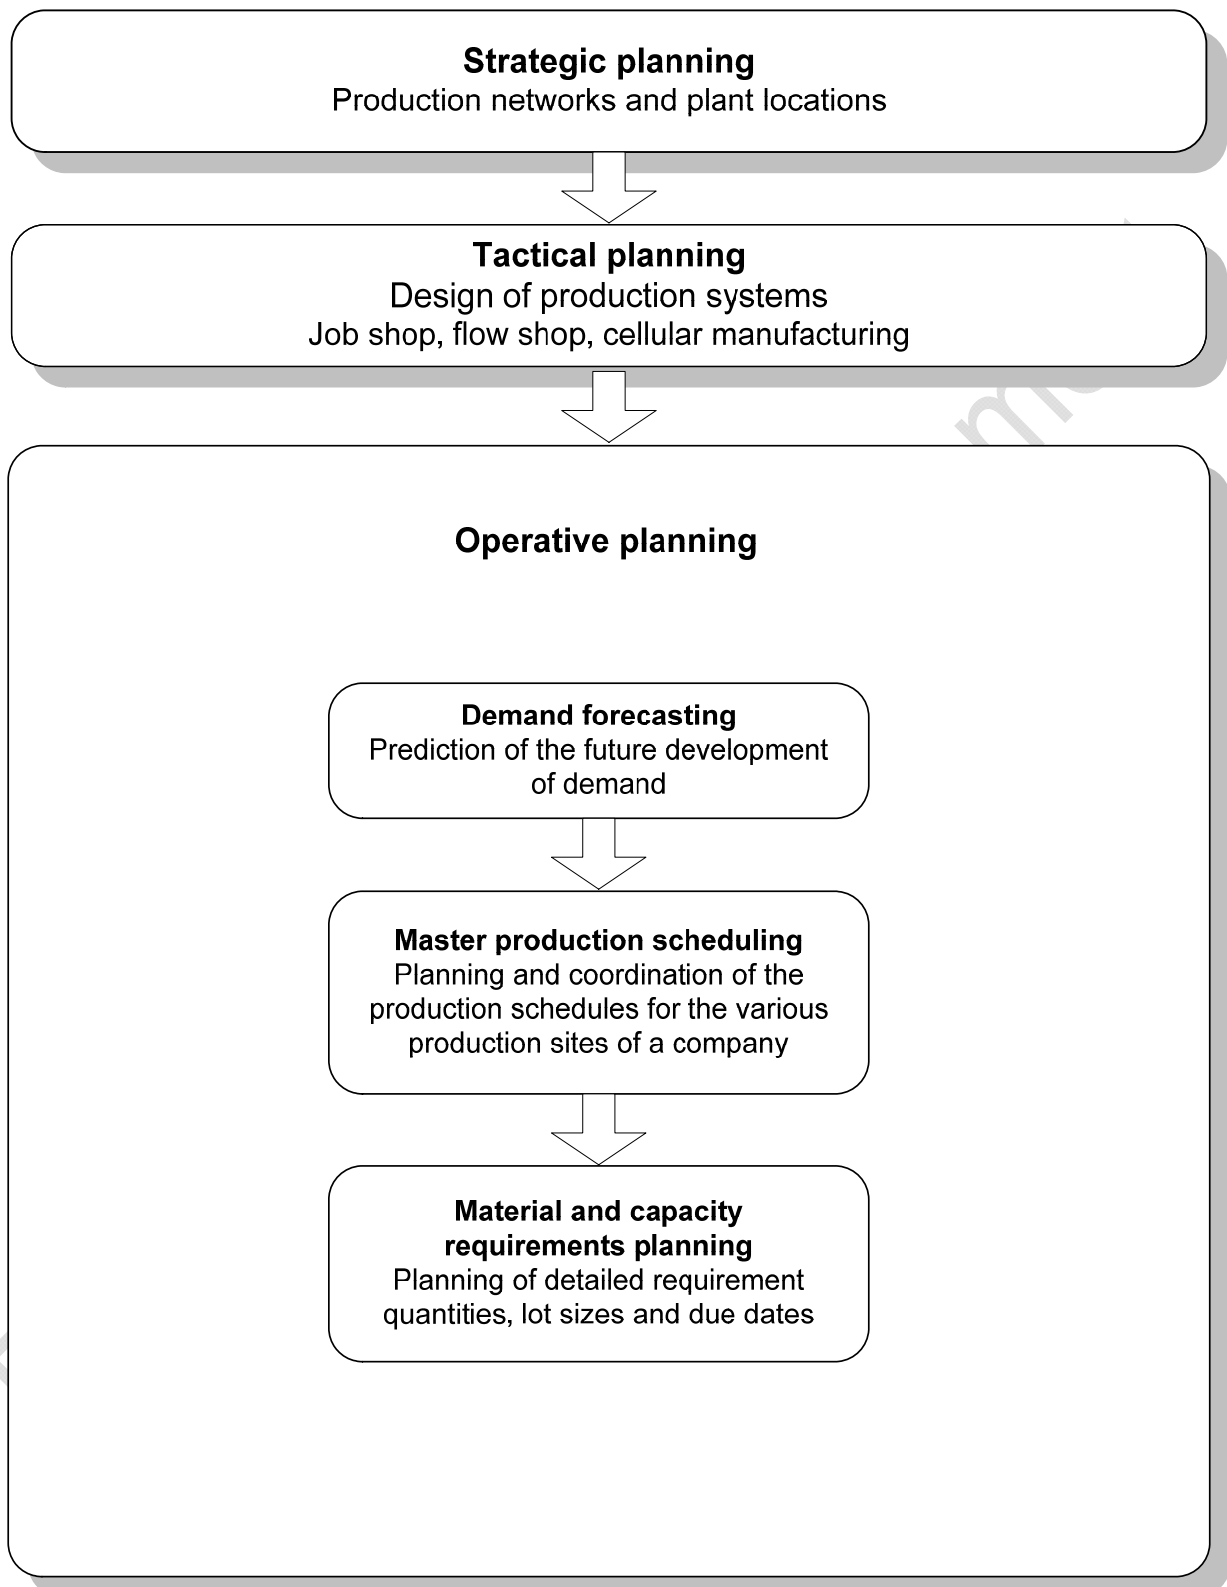 Strategic planning
Production networks and plant locations
Tactical planning
Design of production systems
Job shop, flow shop, cellular manufacturing
Operative planning
Demand forecasting
Prediction of the future development
of demand
Master production scheduling
Planning and coordination of the
production schedules for the various
production sites of a company
Material and capacity
requirements planning
Planning of detailed requirement
quantities, lot sizes and due dates